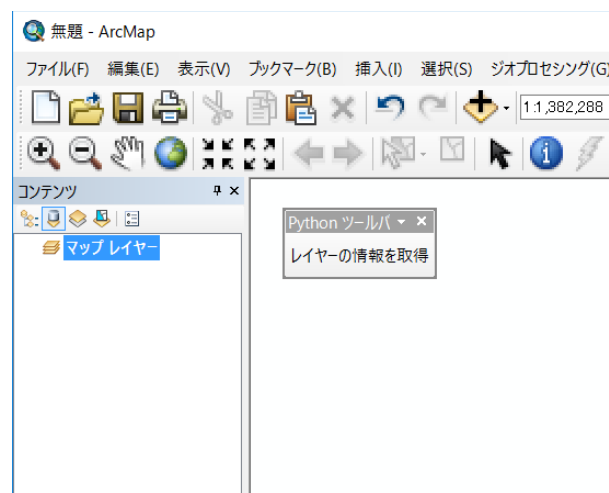 無題 - ArcMap
ファイル(F) 編集(E) 表示(V) ブックマーク(B) 挿入(I) 選択(S) ジオプロセシング(G)
1:1,382,288
コンテンツ
マップ レイヤー
Python ツールバ
レイヤーの情報を取得